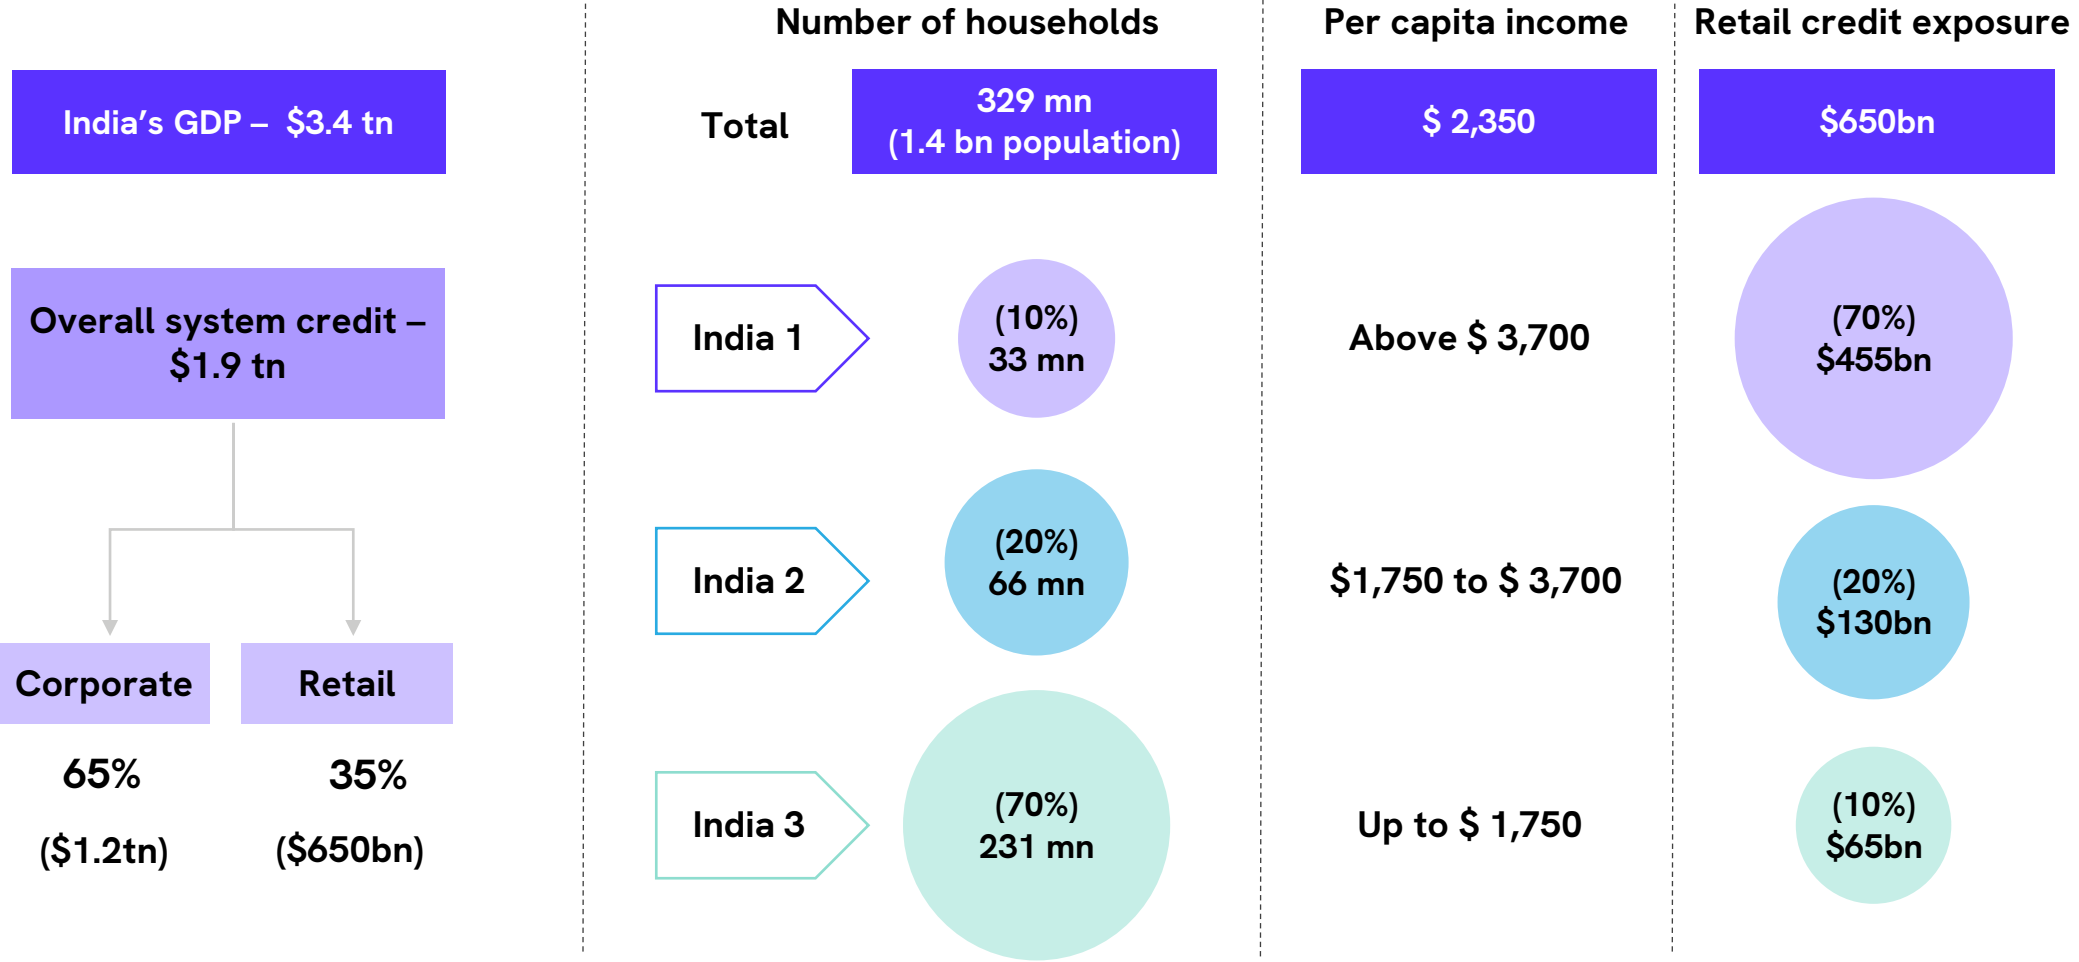 India’s GDP – $3.4 tn
Overall system credit –
$1.9 tn
Corporate
Retail
65%
35%
($1.2tn)
($650bn)
Number of households
Per capita income
Retail credit exposure
Total
329 mn
(1.4 bn population)
$ 2,350
$650bn
India 1
(10%)
33 mn
Above $ 3,700
(70%)
$455bn
India 2
(20%)
66 mn
$1,750 to $ 3,700
(20%)
$130bn
India 3
(70%)
231 mn
Up to $ 1,750
(10%)
$65bn